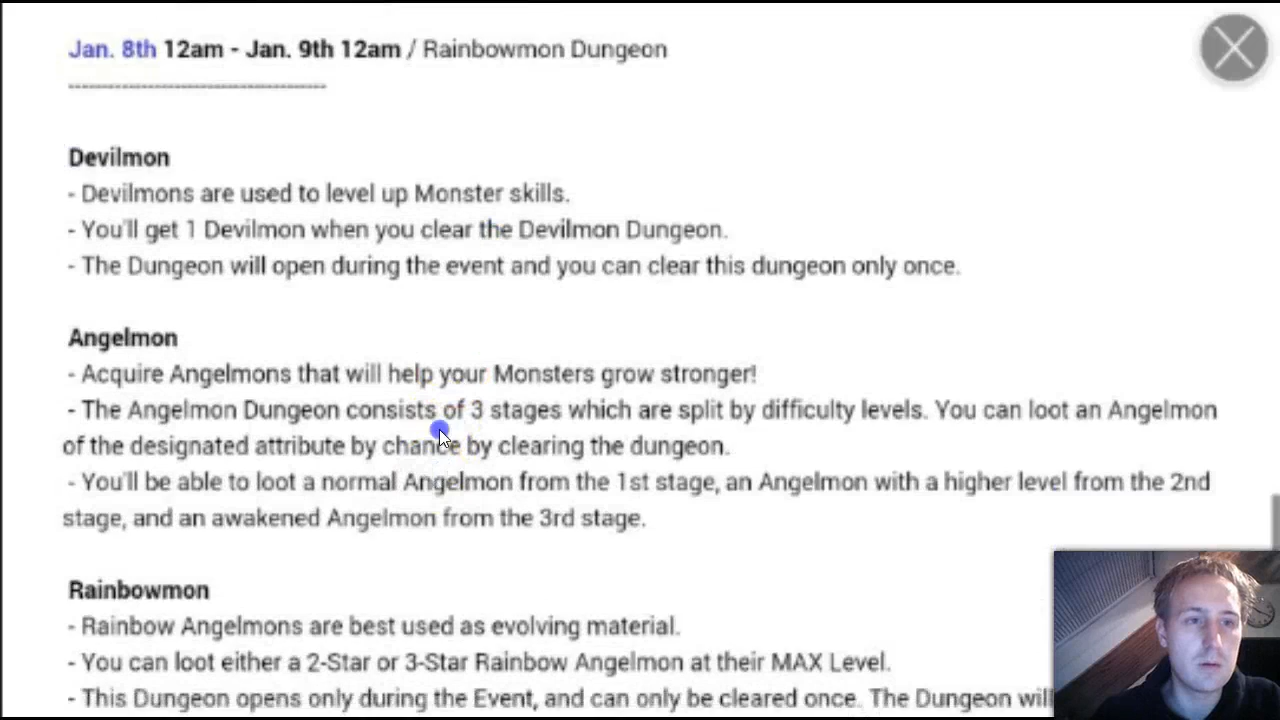 Jan. 8th 12am - Jan. 9th 12am / Rainbowmon Dungeon
-------------------------------------
Devilmon
- Devilmons are used to level up Monster skills.
- You'll get 1 Devilmon when you clear the Devilmon Dungeon.
- The Dungeon will open during the event and you can clear this dungeon only once.
Angelmon
- Acquire Angelmons that will help your Monsters grow stronger!
- The Angelmon Dungeon consists of 3 stages which are split by difficulty levels. You can loot an Angelmon
of the designated attribute by chance by clearing the dungeon.
- You'll be able to loot a normal Angelmon from the 1st stage, an Angelmon with a higher level from the 2nd
stage, and an awakened Angelmon from the 3rd stage.
Rainbowmon
- Rainbow Angelmons are best used as evolving material.
- You can loot either a 2-Star or 3-Star Rainbow Angelmon at their MAX Level.
- This Dungeon opens only during the Event, and can only be cleared once. The Dungeon will